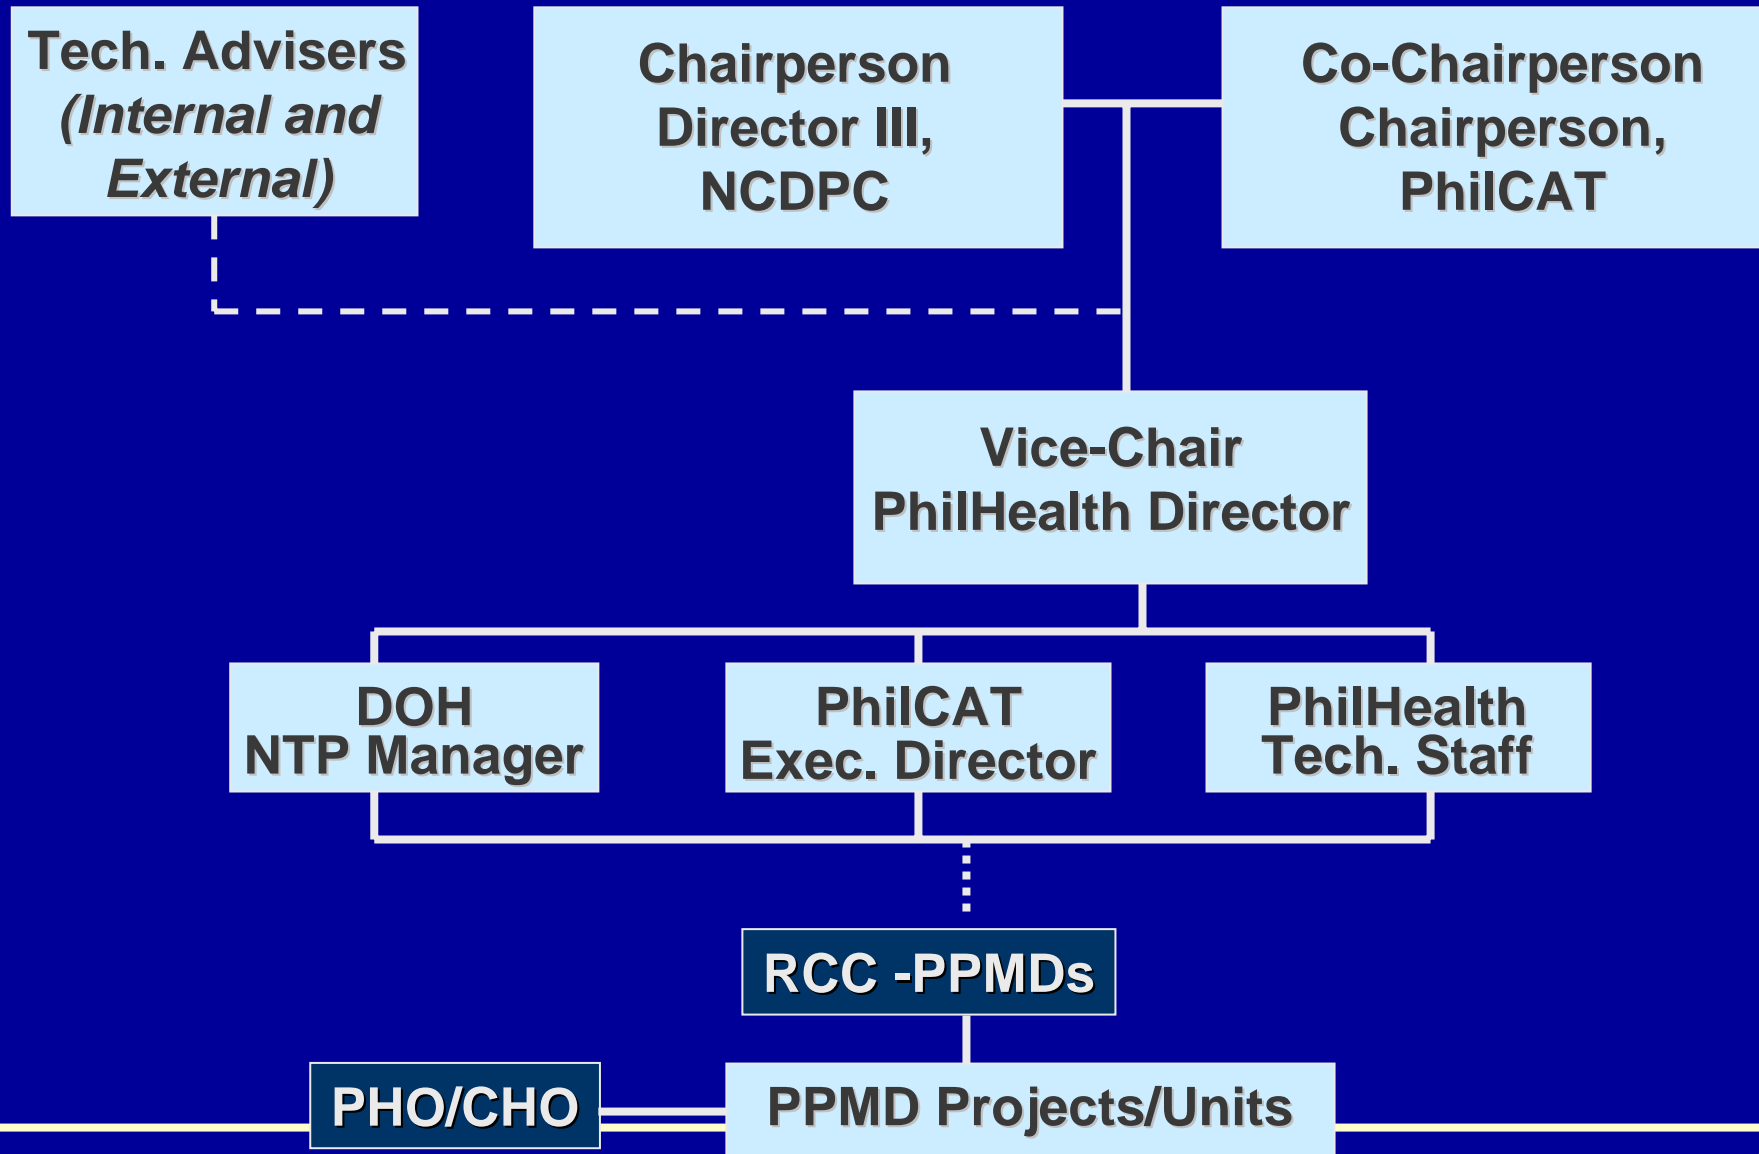 Tech. Advisers
(Internal and
External)
Chairperson
Director III,
NCDPC
Co-Chairperson
Chairperson,
PhilCAT
Vice-Chair
PhilHealth Director
DOH
NTP Manager
PhilCAT
Exec. Director
PhilHealth
Tech. Staff
RCC -PPMDs
PHO/CHO
PPMD Projects/Units